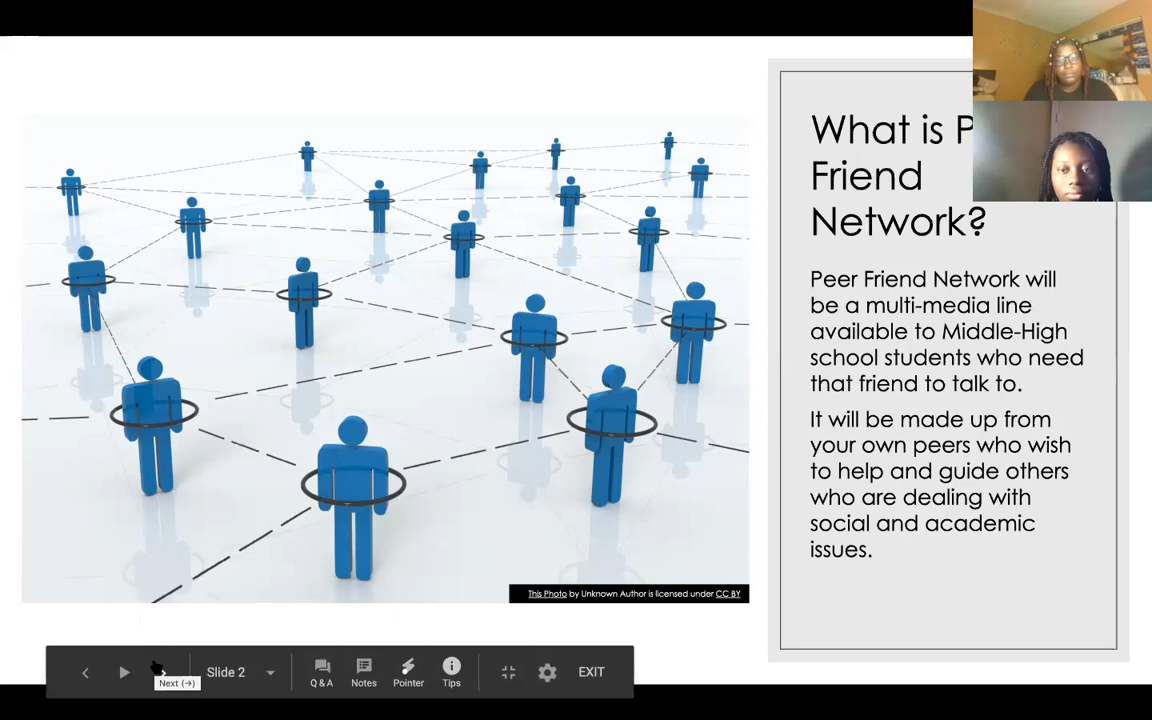 What is P
Friend
Network?
Peer Friend Network will
be a multi-media line
available to Middle-High
school students who need
that friend to talk to.
It will be made up from
your own peers who wish
to help and guide others
who are dealing with
social and academic
issues.
This Photo by Unknown Author is licensed under CC BY
Slide 2
Q & A
Notes
Pointer
Tips
EXIT
Next (→)